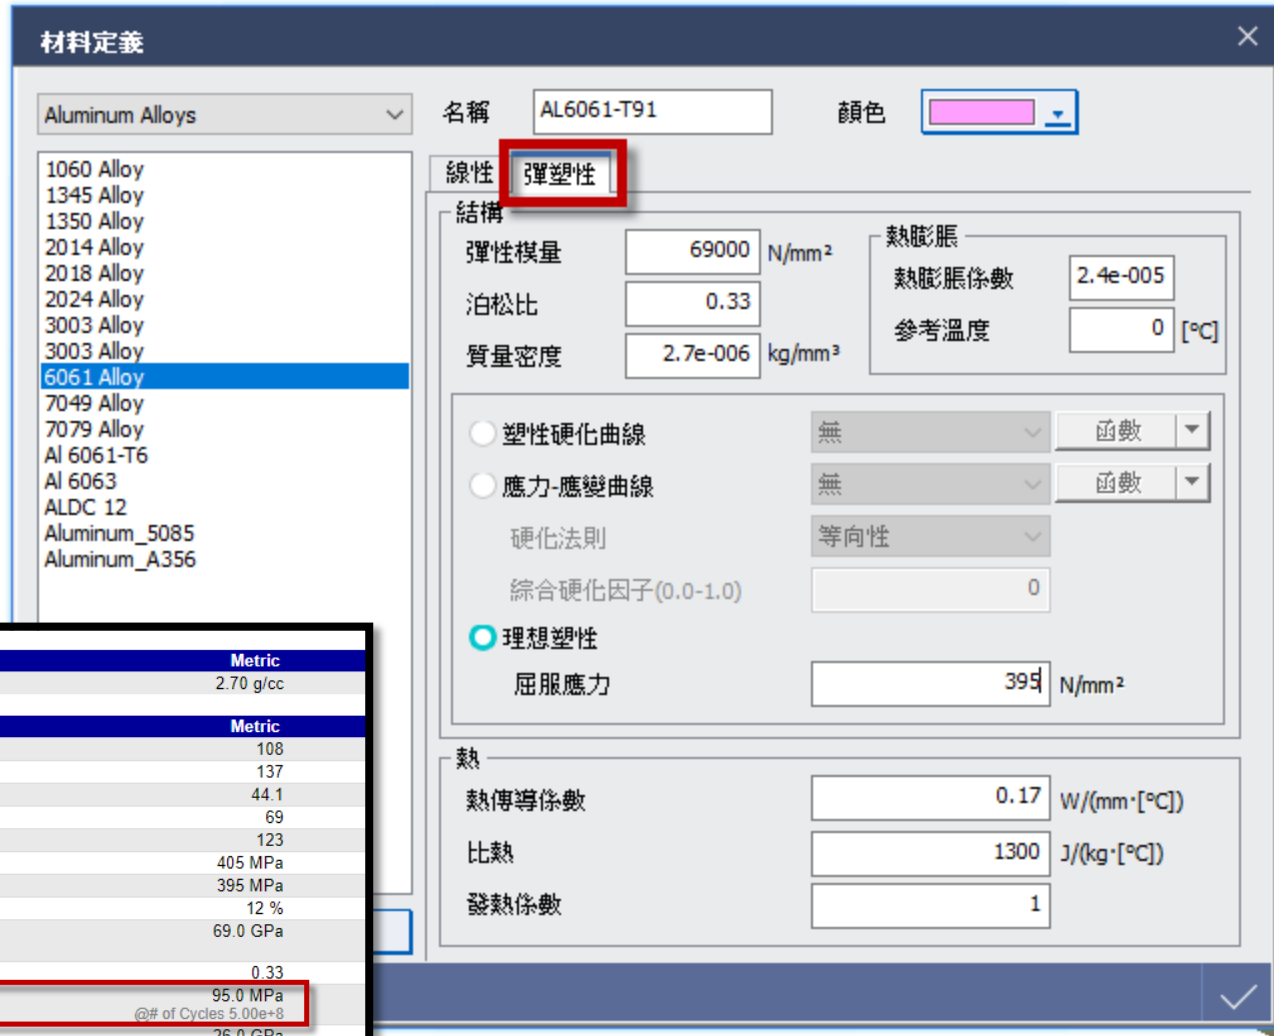 材料定義
Aluminum Alloys
名稱 AL6061-T91 顏色
1060 Alloy
1345 Alloy
1350 Alloy
2014 Alloy
2018 Alloy
2024 Alloy
3003 Alloy
3003 Alloy
6061 Alloy
7049 Alloy
7079 Alloy
Al 6061-T6
Al 6063
ALDC 12
Aluminum_5085
Aluminum_A356
線性 彈塑性
結構
彈性模量 69000 N/mm²
泊松比 0.33
質量密度 2.7e-006 kg/mm³
熱膨脹
熱膨脹係數 2.4e-005
參考溫度 0 [°C]
塑性硬化曲線 無 函數
應力-應變曲線 無 函數
硬化法則 等向性
綜合硬化因子(0.0-1.0) 0
理想塑性
屈服應力 395 N/mm²
熱
熱傳導係數 0.17 W/(mm·[°C])
比熱 1300 J/(kg·[°C])
發熱係數 1
Metric
2.70 g/cc
Metric
108
137
44.1
69
123
405 MPa
395 MPa
12 %
69.0 GPa
0.33
95.0 MPa
@# of Cycles 5.00e+8
26.0 GPa